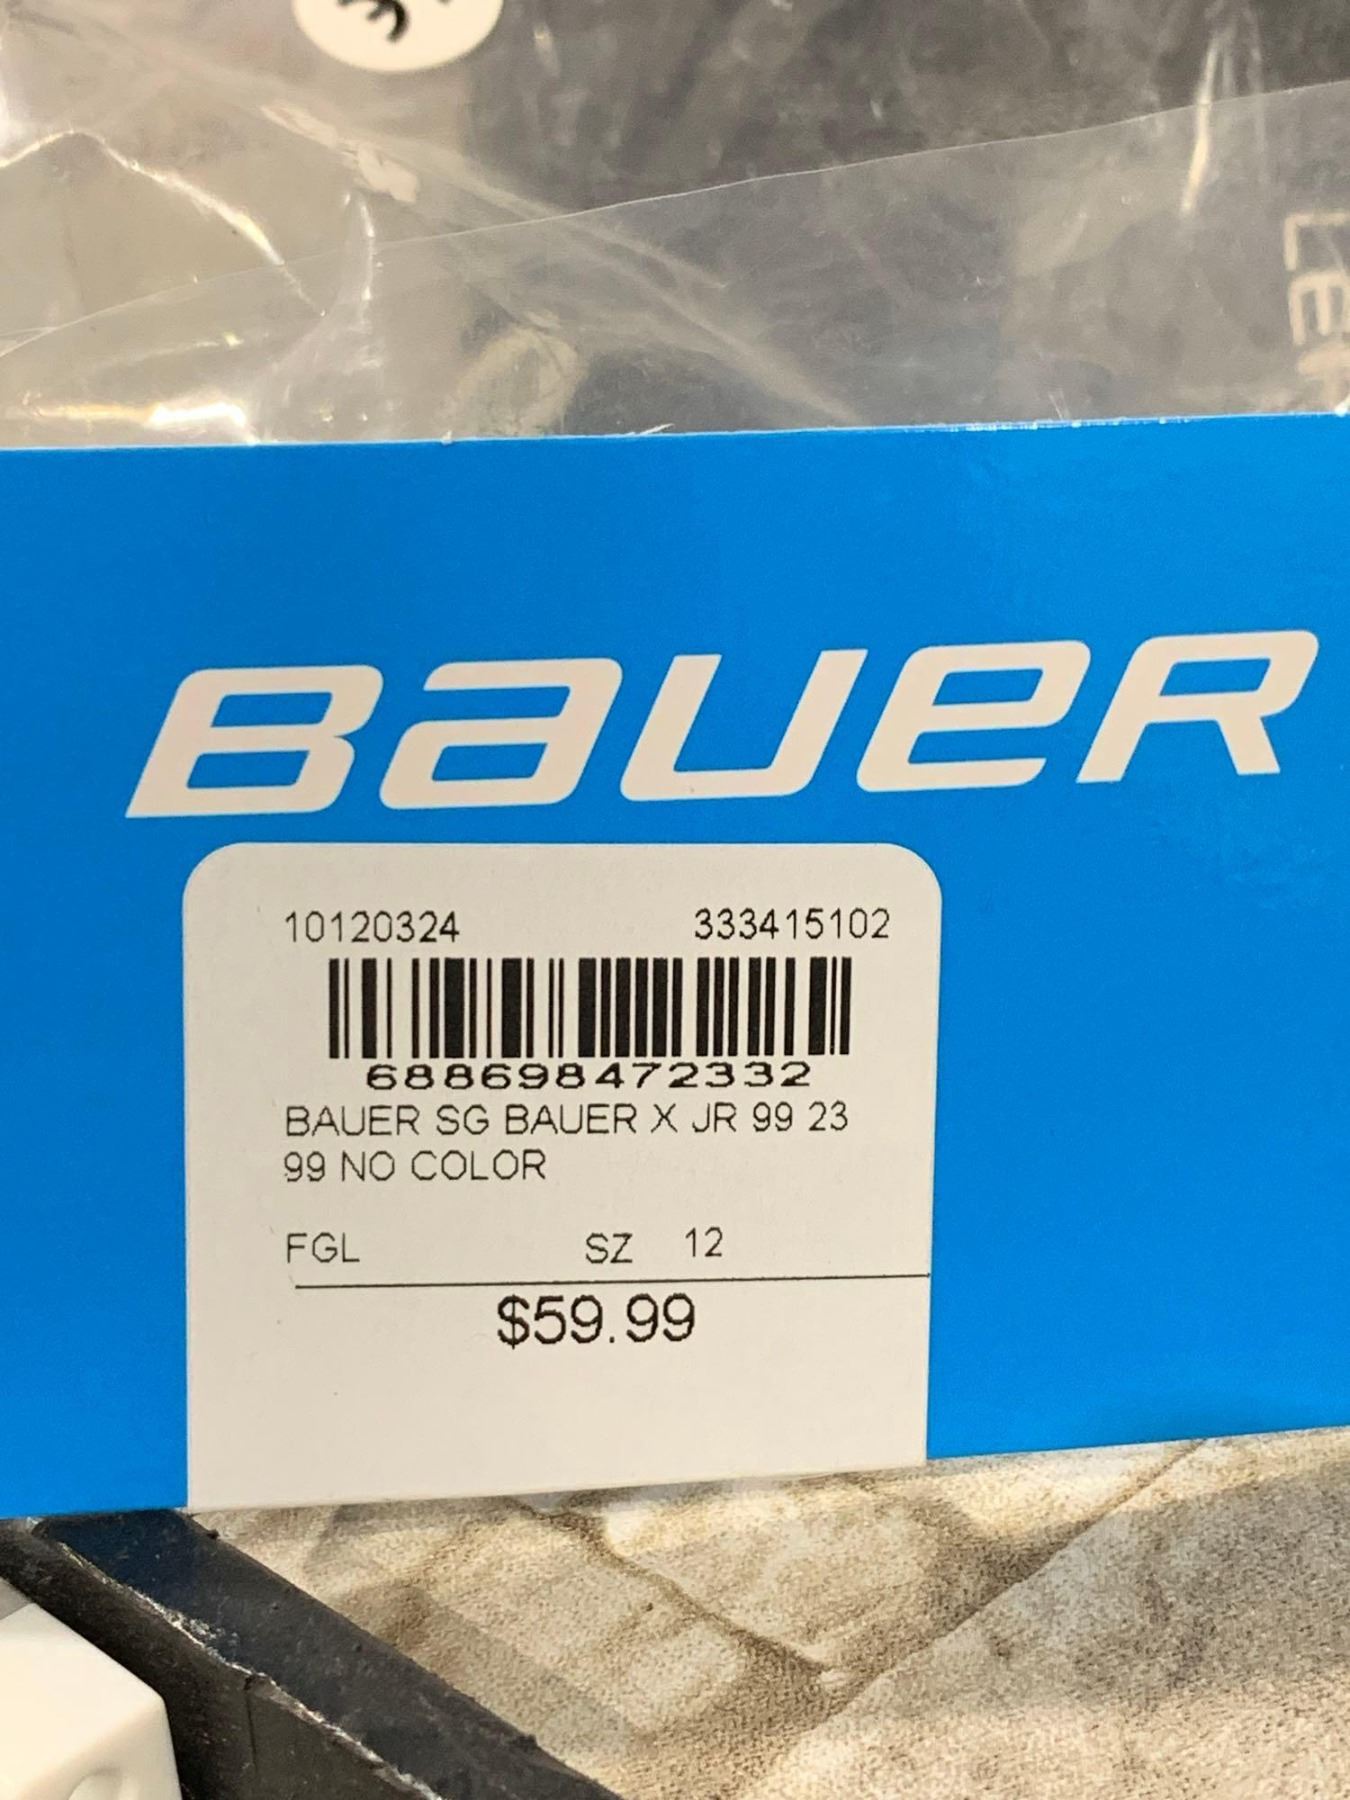 BAUER
10120324 333415102
688698472332
BAUER SG BAUER X JR 99 23
99 NO COLOR
FGL SZ 12
$59.99